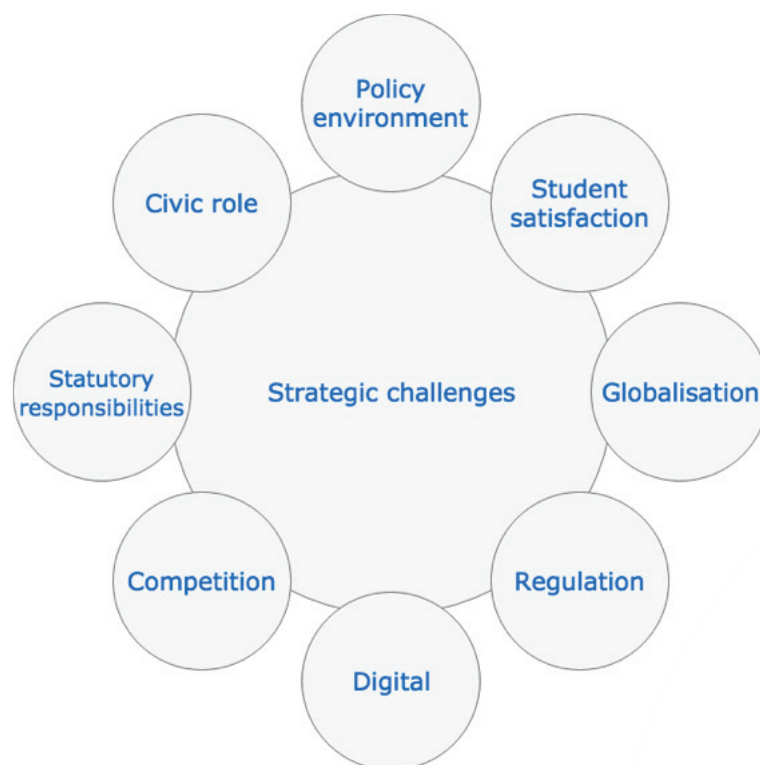 Policy
environment
Student
satisfaction
Civic role
Globalisation
Strategic challenges
Statutory
responsibilities
Regulation
Competition
Digital